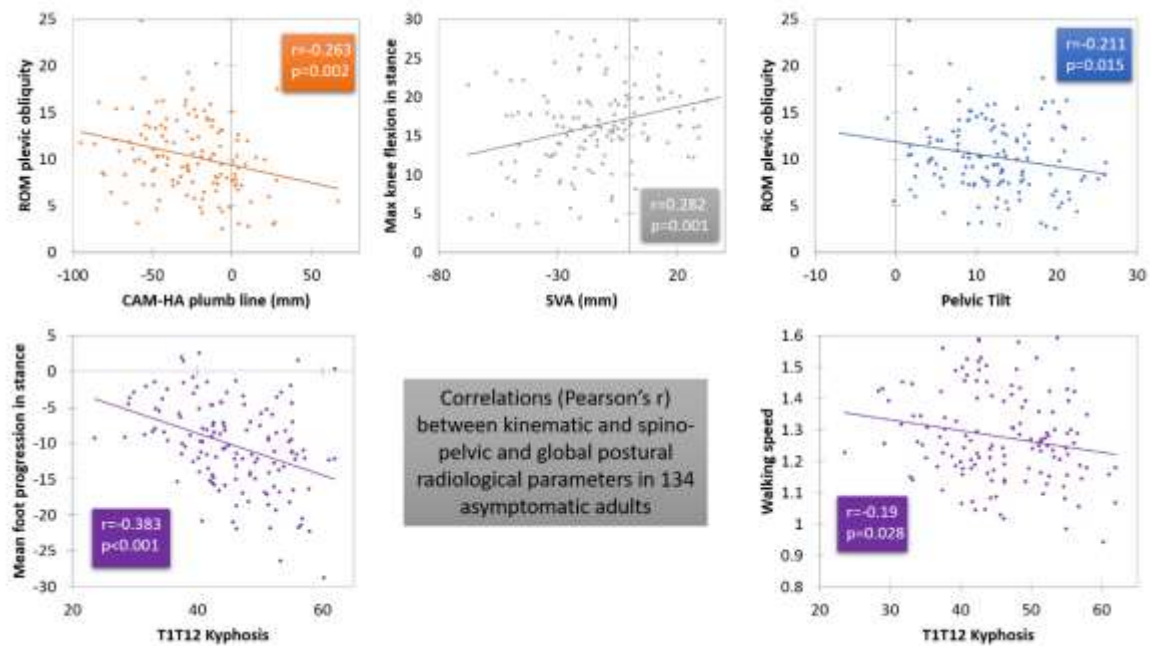 25
20
15
10
5
0
ROM plevic obliquity
r=-0.263
p=0.002
-100
-50
0
50
CAM-HA plumb line (mm)
30
25
20
15
10
5
0
Max knee flexion in stance
r=0.282
p=0.001
-80
-30
20
SVA (mm)
25
20
15
10
5
0
ROM plevic obliquity
r=-0.211
p=0.015
-10
0
10
20
30
Pelvic Tilt
5
0
-5
-10
-15
-20
-25
-30
Mean foot progression in stance
r=-0.383
p<0.001
20
40
60
T1T12 Kyphosis
Correlations (Pearson's r)
between kinematic and spino-
pelvic and global postural
radiological parameters in 134
asymptomatic adults
1.6
1.5
1.4
1.3
1.2
1.1
1
0.9
0.8
Walking speed
r=-0.19
p=0.028
20
30
40
50
60
T1T12 Kyphosis